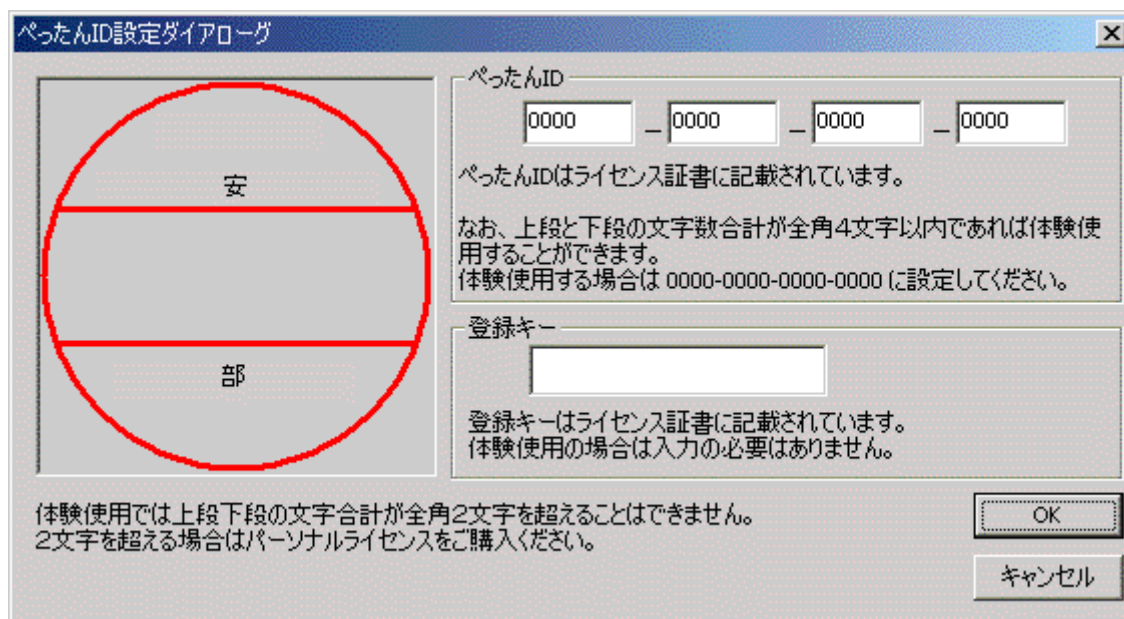 ぺったんID設定ダイアローグ
安
部
ぺったんID
0000 _ 0000 _ 0000 _ 0000
ぺったんIDはライセンス証書に記載されています。
なお、上段と下段の文字数合計が全角4文字以内であれば体験使
用することができます。
体験使用する場合は 0000-0000-0000-0000 に設定してください。
登録キー
登録キーはライセンス証書に記載されています。
体験使用の場合は入力の必要はありません。
体験使用では上段下段の文字合計が全角2文字を超えることはできません。
2文字を超える場合はパーソナルライセンスをご購入ください。
OK
キャンセル